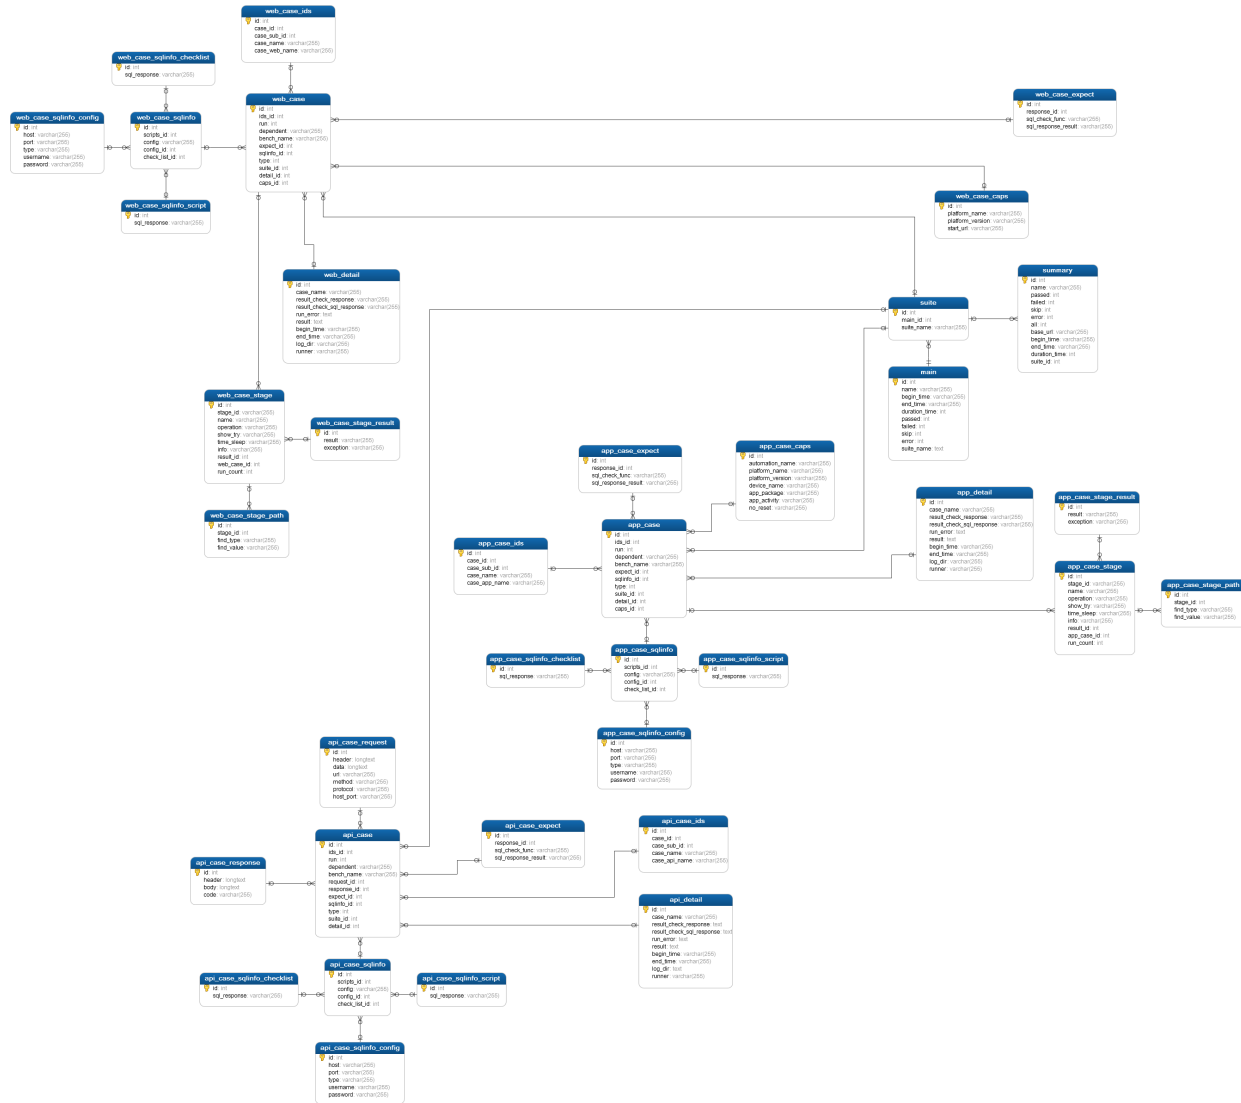 web_case_ids
id: int
case_id: int
case_sub_id: int
case_name: varchar(255)
case_web_name: varchar(255)
web_case_sqlinfo_checklist
id: int
sql_response: varchar(255)
web_case_sqlinfo_config
id: int
host: varchar(255)
port: varchar(255)
type: varchar(255)
username: varchar(255)
password: varchar(255)
web_case_sqlinfo
id: int
scripts_id: int
config: varchar(255)
config_id: int
check_list_id: int
web_case
id: int
ids_id: int
run: int
dependent: varchar(255)
bench_name: varchar(255)
expect_id: int
sqlinfo_id: int
type: int
suite_id: int
detail_id: int
caps_id: int
web_case_expect
id: int
response_id: int
sql_check_func: varchar(255)
sql_response_result: varchar(255)
web_case_sqlinfo_script
id: int
sql_response: varchar(255)
web_case_caps
id: int
platform_name: varchar(255)
platform_version: varchar(255)
start_url: varchar(255)
web_detail
id: int
case_name: varchar(255)
result_check_response: varchar(255)
result_check_sql_response: varchar(255)
run_error: text
result: text
begin_time: varchar(255)
end_time: varchar(255)
log_dir: varchar(255)
runner: varchar(255)
suite
id: int
main_id: int
suite_name: varchar(255)
summary
id: int
name: varchar(255)
passed: int
failed: int
skip: int
error: int
all: int
base_url: varchar(255)
begin_time: varchar(255)
end_time: varchar(255)
duration_time: int
suite_id: int
main
id: int
name: varchar(255)
begin_time: varchar(255)
end_time: varchar(255)
duration_time: int
passed: int
failed: int
skip: int
error: int
suite_name: text
web_case_stage
id: int
stage_id: varchar(255)
name: varchar(255)
operation: varchar(255)
show_try: varchar(255)
time_sleep: varchar(255)
info: varchar(255)
result_id: int
web_case_id: int
run_count: int
web_case_stage_result
id: int
result: varchar(255)
exception: varchar(255)
web_case_stage_path
id: int
stage_id: int
find_type: varchar(255)
find_value: varchar(255)
app_case_expect
id: int
response_id: int
sql_check_func: varchar(255)
sql_response_result: varchar(255)
app_case_caps
id: int
automation_name: varchar(255)
platform_name: varchar(255)
platform_version: varchar(255)
device_name: varchar(255)
app_package: varchar(255)
app_activity: varchar(255)
no_reset: varchar(255)
app_case_ids
id: int
case_id: int
case_sub_id: int
case_name: varchar(255)
case_app_name: varchar(255)
app_case
id: int
ids_id: int
run: int
dependent: varchar(255)
bench_name: varchar(255)
expect_id: int
sqlinfo_id: int
type: int
suite_id: int
detail_id: int
caps_id: int
app_detail
id: int
case_name: varchar(255)
result_check_response: varchar(255)
result_check_sql_response: varchar(255)
run_error: text
result: text
begin_time: varchar(255)
end_time: varchar(255)
log_dir: varchar(255)
runner: varchar(255)
app_case_stage_result
id: int
result: varchar(255)
exception: varchar(255)
app_case_stage
id: int
stage_id: varchar(255)
name: varchar(255)
operation: varchar(255)
show_try: varchar(255)
time_sleep: varchar(255)
info: varchar(255)
result_id: int
app_case_id: int
run_count: int
app_case_stage_path
id: int
stage_id: int
find_type: varchar(255)
find_value: varchar(255)
app_case_sqlinfo_checklist
id: int
sql_response: varchar(255)
app_case_sqlinfo
id: int
scripts_id: int
config: varchar(255)
config_id: int
check_list_id: int
app_case_sqlinfo_script
id: int
sql_response: varchar(255)
app_case_sqlinfo_config
id: int
host: varchar(255)
port: varchar(255)
type: varchar(255)
username: varchar(255)
password: varchar(255)
api_case_request
id: int
header: longtext
data: longtext
url: varchar(255)
method: varchar(255)
protocol: varchar(255)
host_port: varchar(255)
api_case_response
id: int
header: longtext
body: longtext
code: varchar(255)
api_case
id: int
ids_id: int
run: int
dependent: varchar(255)
bench_name: varchar(255)
request_id: int
response_id: int
expect_id: int
sqlinfo_id: int
type: int
suite_id: int
detail_id: int
api_case_expect
id: int
response_id: int
sql_check_func: varchar(255)
sql_response_result: varchar(255)
api_case_ids
id: int
case_id: int
case_sub_id: int
case_name: varchar(255)
case_api_name: varchar(255)
api_detail
id: int
case_name: varchar(255)
result_check_response: text
result_check_sql_response: text
run_error: text
result: text
begin_time: varchar(255)
end_time: varchar(255)
log_dir: text
runner: varchar(255)
api_case_sqlinfo_checklist
id: int
sql_response: varchar(255)
api_case_sqlinfo
id: int
scripts_id: int
config: varchar(255)
config_id: int
check_list_id: int
api_case_sqlinfo_script
id: int
sql_response: varchar(255)
api_case_sqlinfo_config
id: int
host: varchar(255)
port: varchar(255)
type: varchar(255)
username: varchar(255)
password: varchar(255)